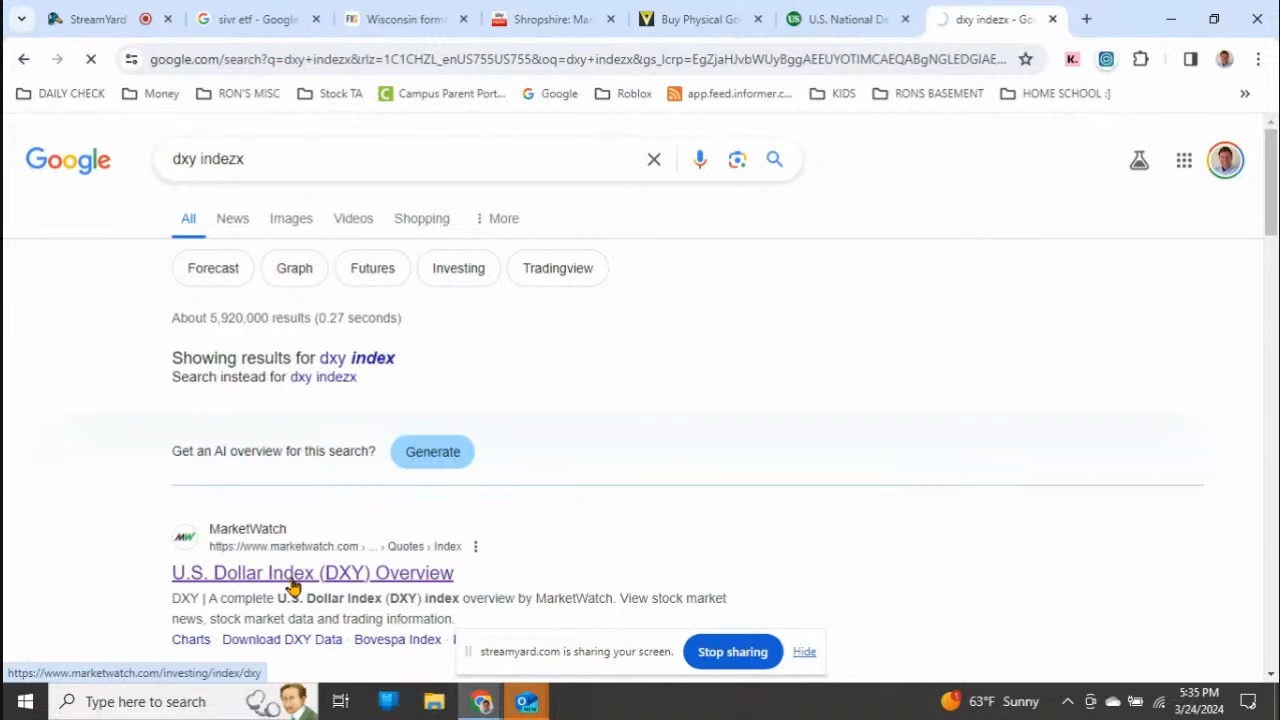 StreamYard
sivr etf - Google
Wisconsin form
Shropshire: Ma
Buy Physical Go
U.S. National De
dxy indezx - Goo
google.com/search?q=dxy+indezx&rlz=1C1CHZL_enUS755US755&oq=dxy+indezx&gs_lcrp=EgZjaHJvbWUyBggAEEUYOTIMCAEQABgNGLEDGIAE...
DAILY CHECK
Money
RON'S MISC
Stock TA
Campus Parent Port...
Google
Roblox
app.feed.informer.c...
KIDS
RONS BASEMENT
HOME SCHOOL :]
Google
dxy indezx
All
News
Images
Videos
Shopping
More
Forecast
Graph
Futures
Investing
Tradingview
About 5,920,000 results (0.27 seconds)
Showing results for dxy index
Search instead for dxy indezx
Get an AI overview for this search?
Generate
MarketWatch
https://www.marketwatch.com › ... › Quotes › Index
U.S. Dollar Index (DXY) Overview
DXY | A complete U.S. Dollar Index (DXY) index overview by MarketWatch. View stock market
news, stock market data and trading information.
Charts · Download DXY Data · Bovespa Index ·
streamyard.com is sharing your screen.
Stop sharing
Hide
https://www.marketwatch.com/investing/index/dxy
Type here to search
63°F Sunny
5:35 PM
3/24/2024